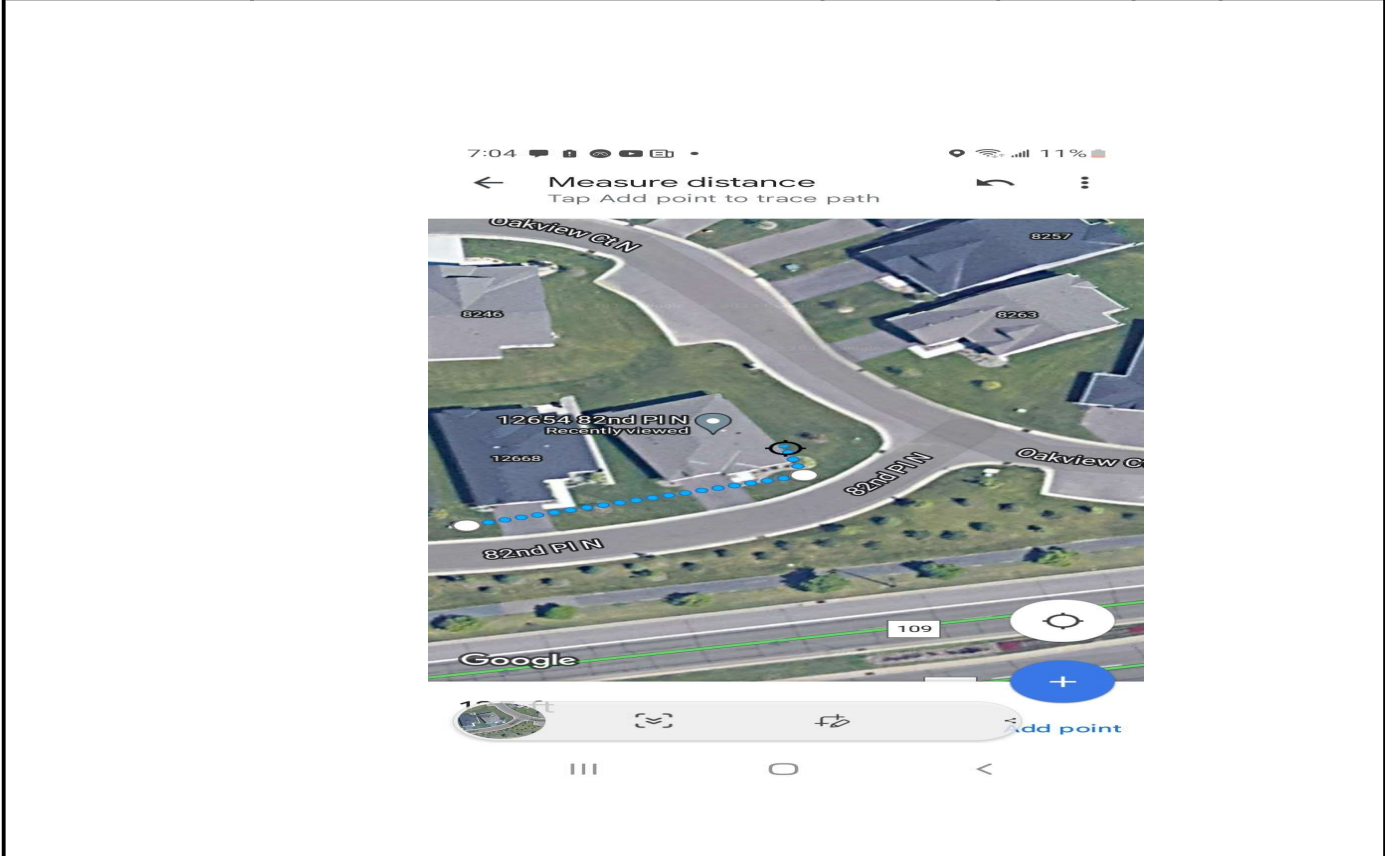 7:04
11%
Measure distance
Tap Add point to trace path
Oakview Ct N
8257
8246
8263
12654 82nd Pl N
Recently viewed
12668
82nd Pl N
Oakview C
82nd Pl N
109
Google
ft
Add point